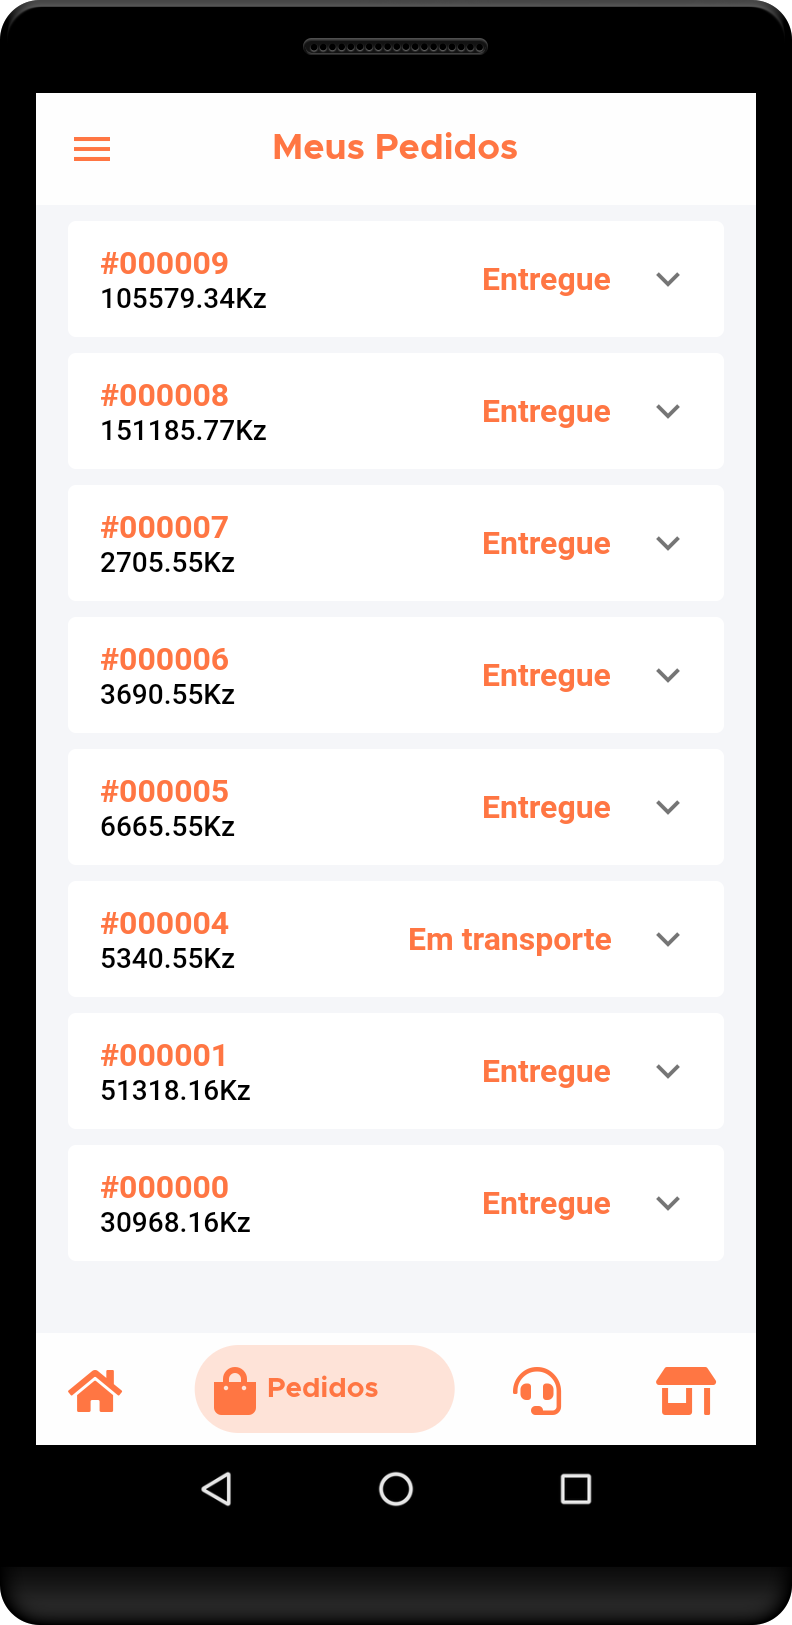 Meus Pedidos
#000009
105579.34Kz
Entregue
#000008
151185.77Kz
Entregue
#000007
2705.55Kz
Entregue
#000006
3690.55Kz
Entregue
#000005
6665.55Kz
Entregue
#000004
5340.55Kz
Em transporte
#000001
51318.16Kz
Entregue
#000000
30968.16Kz
Entregue
Pedidos